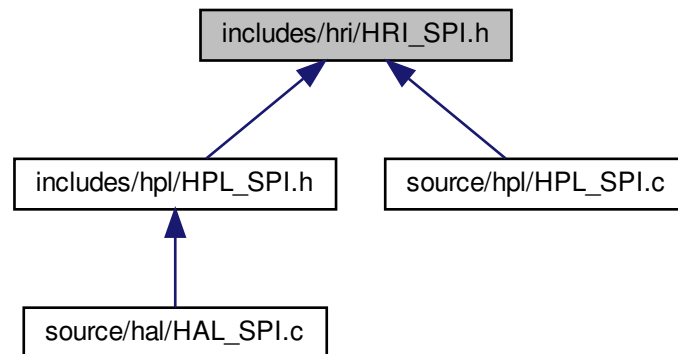 includes/hri/HRI_SPI.h
includes/hpl/HPL_SPI.h
source/hpl/HPL_SPI.c
source/hal/HAL_SPI.c